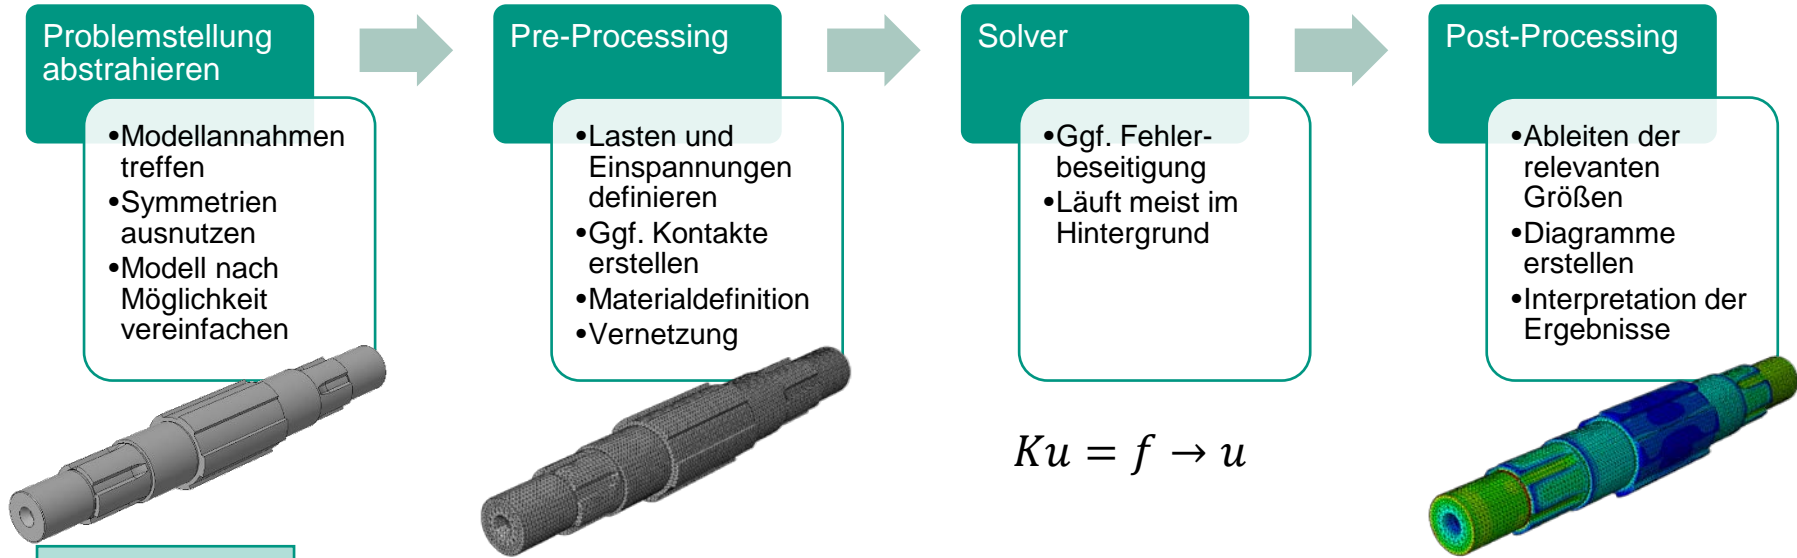 Problemstellung
abstrahieren
•Modellannahmen
treffen
•Symmetrien
ausnutzen
•Modell nach
Möglichkeit
vereinfachen
Pre-Processing
•Lasten und
Einspannungen
definieren
•Ggf. Kontakte
erstellen
•Materialdefinition
•Vernetzung
Solver
•Ggf. Fehler-
beseitigung
•Läuft meist im
Hintergrund
Ku = f → u
Post-Processing
•Ableiten der
relevanten
Größen
•Diagramme
erstellen
•Interpretation der
Ergebnisse